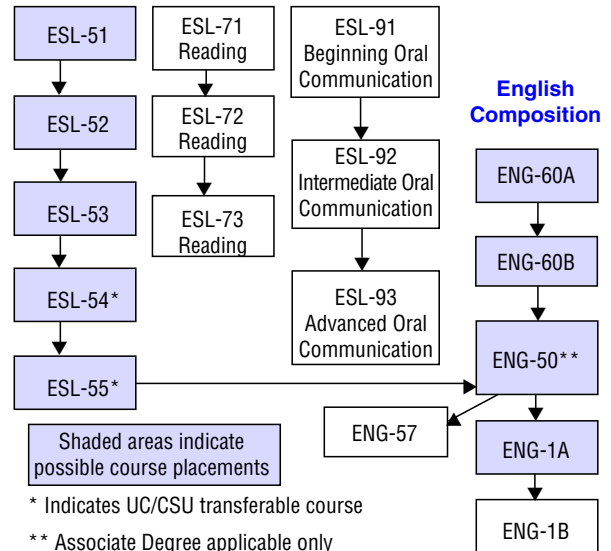 ESL-51
ESL-52
ESL-53
ESL-54*
ESL-55*
ESL-71
Reading
ESL-72
Reading
ESL-73
Reading
ESL-91
Beginning Oral
Communication
ESL-92
Intermediate Oral
Communication
ESL-93
Advanced Oral
Communication
English
Composition
ENG-60A
ENG-60B
ENG-50**
ENG-57
ENG-1A
ENG-1B
Shaded areas indicate
possible course placements
* Indicates UC/CSU transferable course
** Associate Degree applicable only